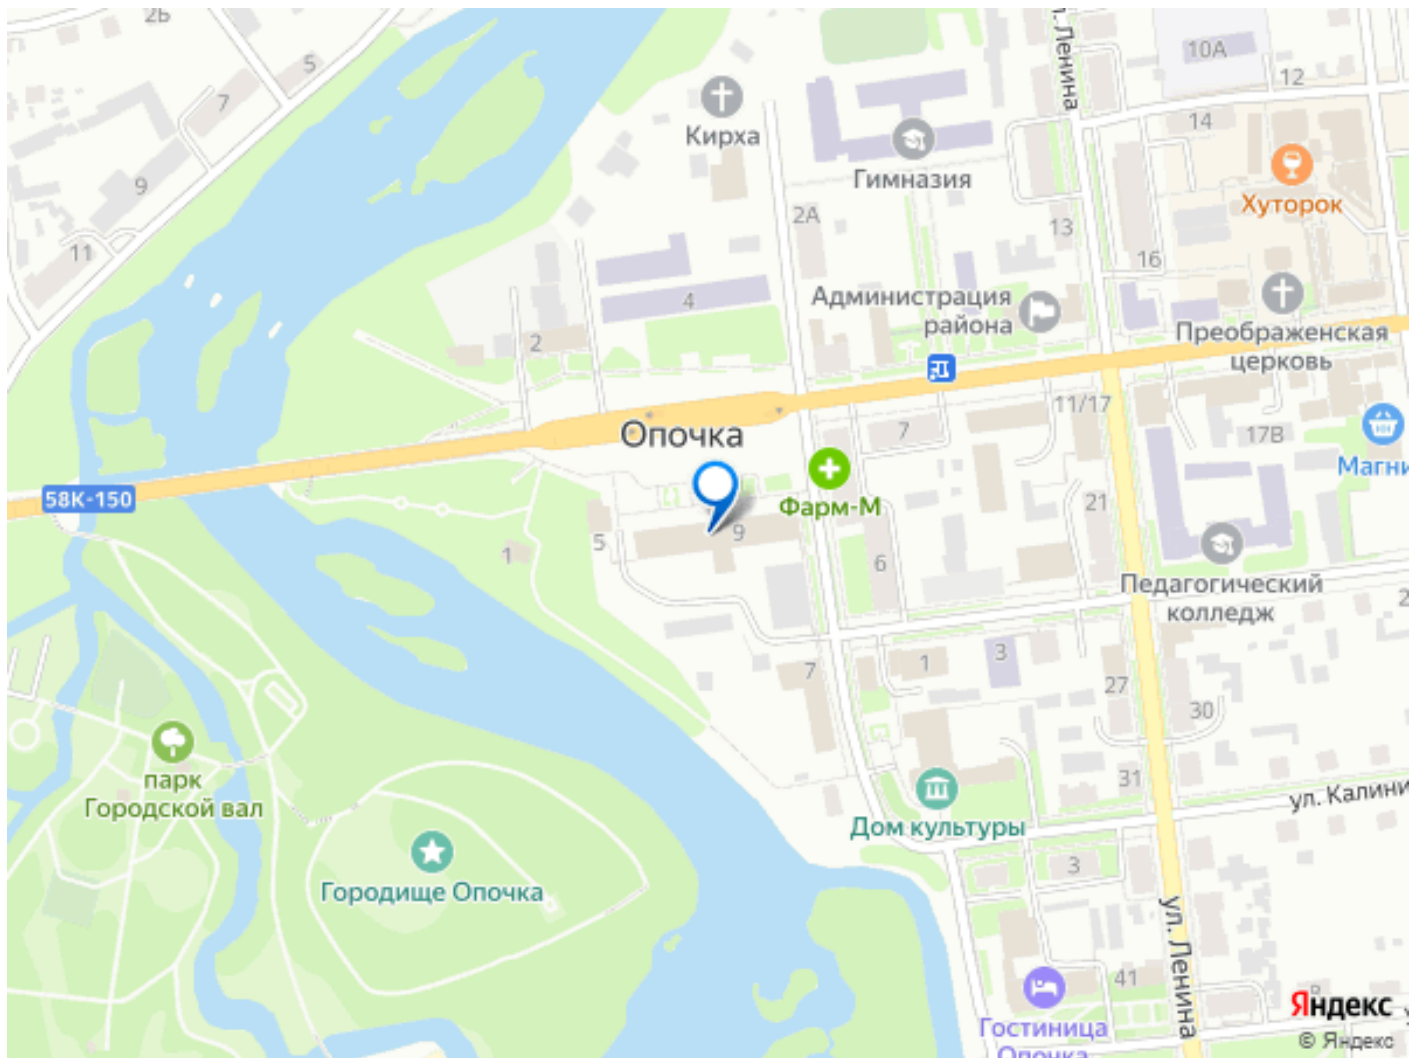 2Б
5
7
9
11
ул. Ленина
10А
12
14
Кирха
Гимназия
Хуторок
2А
13
16
4
2
Администрация
района
Преображенская
церковь
11/17
7
17В
Опочка
Магни
58К-150
Фарм-М
21
9
5
1
6
Педагогический
колледж
2
3
1
7
27
30
парк
Городской вал
31
ул. Калини
Дом культуры
3
Городище Опочка
ул. Ленина
41
Гостиница
Опочка
Яндекс
© Яндекс